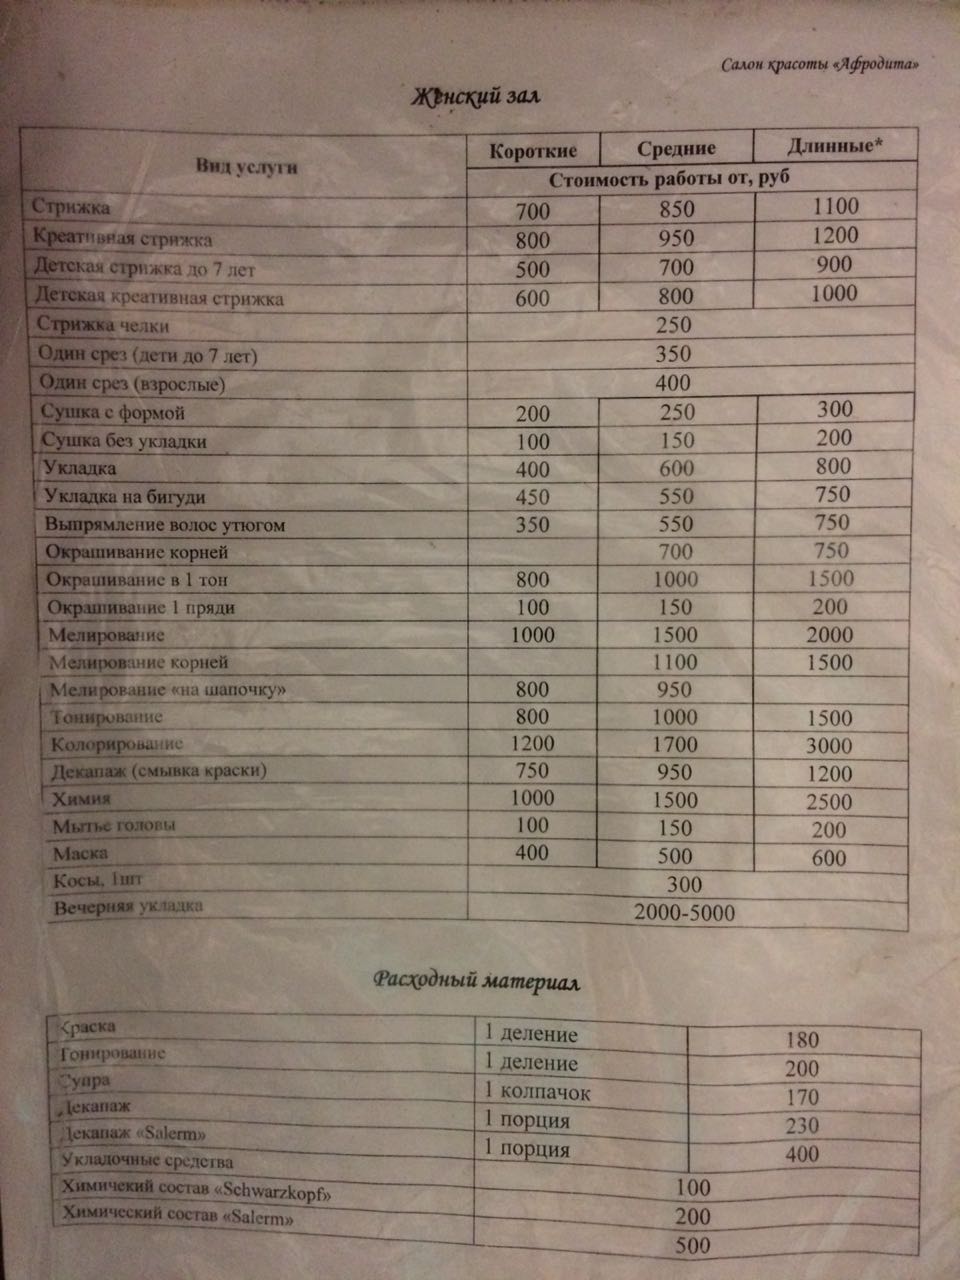 Салон красоты «Афродита»
Женский зал
Вид услуги Короткие Средние Длинные*
Стоимость работы от, руб
Стрижка 700 850 1100
Креативная стрижка 800 950 1200
Детская стрижка до 7 лет 500 700 900
Детская креативная стрижка 600 800 1000
Стрижка челки 250
Один срез (дети до 7 лет) 350
Один срез (взрослые) 400
Сушка с формой 200 250 300
Сушка без укладки 100 150 200
Укладка 400 600 800
Укладка на бигуди 450 550 750
Выпрямление волос утюгом 350 550 750
Окрашивание корней 700 750
Окрашивание в 1 тон 800 1000 1500
Окрашивание 1 пряди 100 150 200
Мелирование 1000 1500 2000
Мелирование корней 1100 1500
Мелирование «на шапочку» 800 950
Тонирование 800 1000 1500
Колорирование 1200 1700 3000
Декапаж (смывка краски) 750 950 1200
Химия 1000 1500 2500
Мытье головы 100 150 200
Маска 400 500 600
Косы, 1шт 300
Вечерняя укладка 2000-5000
Расходный материал
Краска 1 деление 180
Тонирование 1 деление 200
Супра 1 колпачок 170
Декапаж 1 порция 230
Декапаж «Salerm» 1 порция 400
Укладочные средства 100
Химичекий состав «Schwarzkopf» 200
Химический состав «Salerm» 500